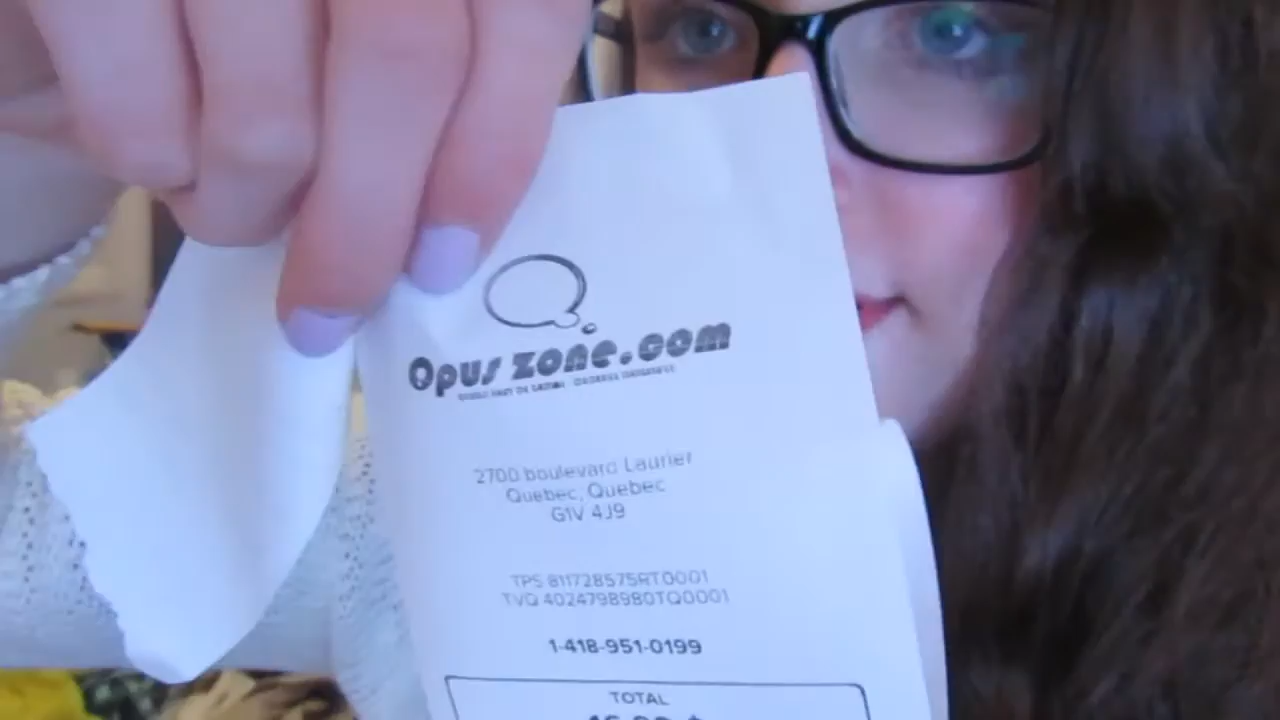 Opus zone.com
2700 boulevard Laurier
Quebec, Quebec
G1V 4J9
TPS 811728575RT0001
TVQ 4024798980TQ0001
1-418-951-0199
TOTAL